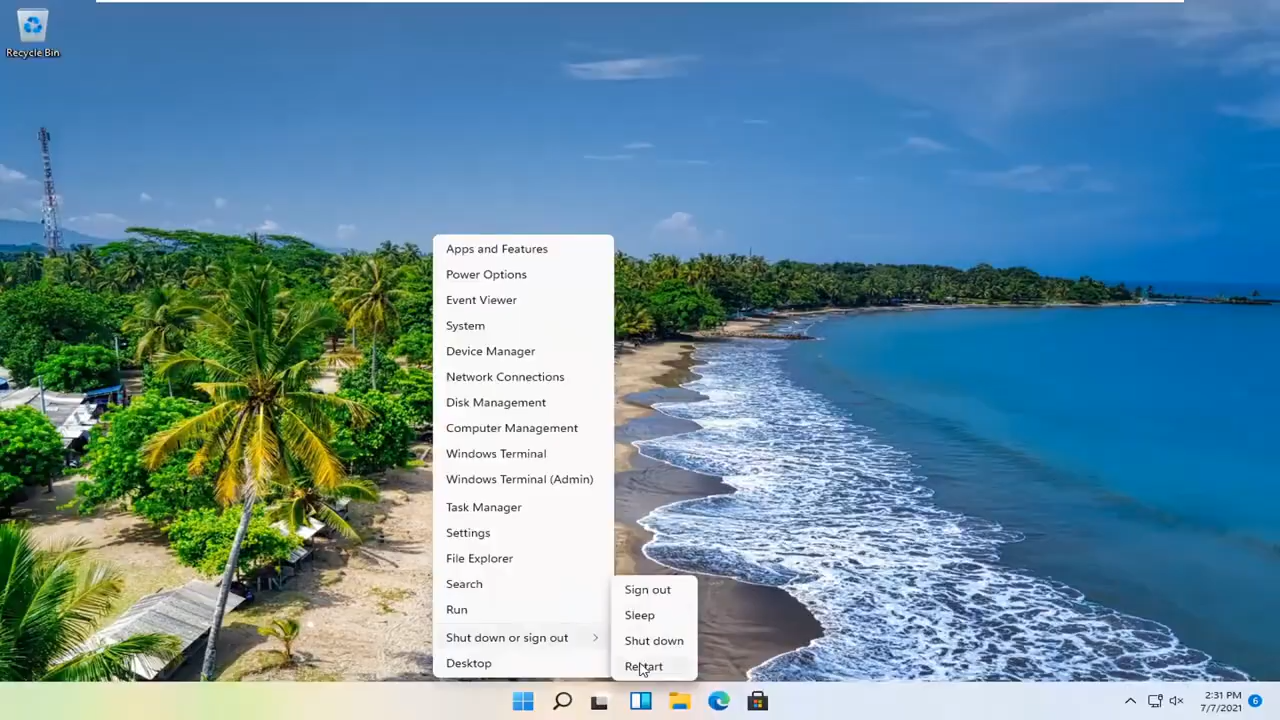 Recycle Bin
Apps and Features
Power Options
Event Viewer
System
Device Manager
Network Connections
Disk Management
Computer Management
Windows Terminal
Windows Terminal (Admin)
Task Manager
Settings
File Explorer
Search
Run
Shut down or sign out
Desktop
Sign out
Sleep
Shut down
Restart
2:31 PM
7/7/2021
6